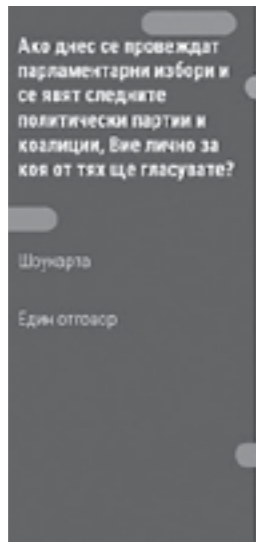 Ако днес се провеждат
парламентарни избори и
се явят следните
политически партии и
коалиции, Вие лично за
коя от тях ще гласувате?
Шоукарта
Един отговор